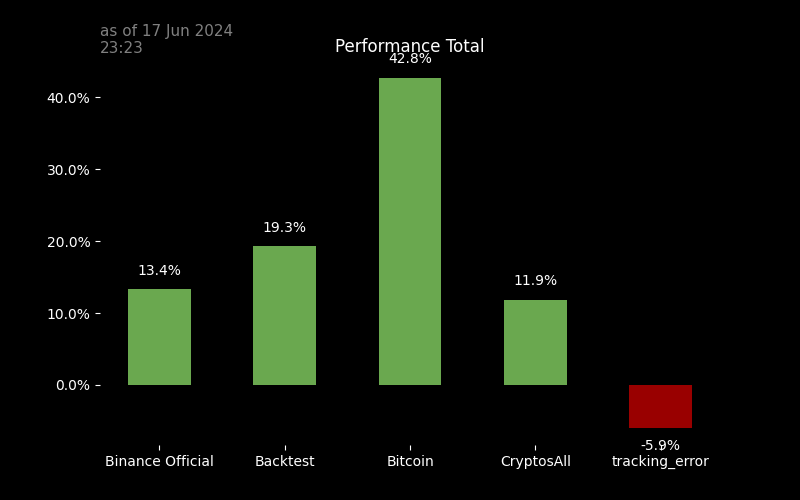 as of 17 Jun 2024
23:23
Performance Total
42.8%
40.0%
30.0%
19.3%
20.0%
13.4%
11.9%
10.0%
0.0%
-5.9%
Binance Official
Backtest
Bitcoin
CryptosAll
tracking_error